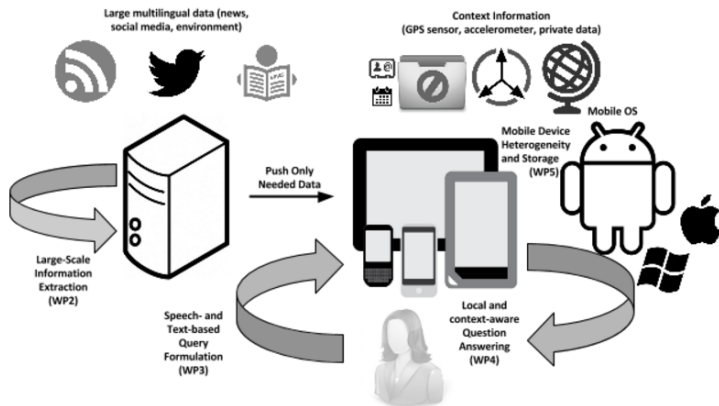 Large multilingual data (news,
social media, environment)
Context Information
(GPS sensor, accelerometer, private data)
Mobile OS
Mobile Device
Heterogeneity
and Storage
(WP5)
Push Only
Needed Data
Large-Scale
Information
Extraction
(WP2)
Speech- and
Text-based
Query
Formulation
(WP3)
Local and
context-aware
Question
Answering
(WP4)